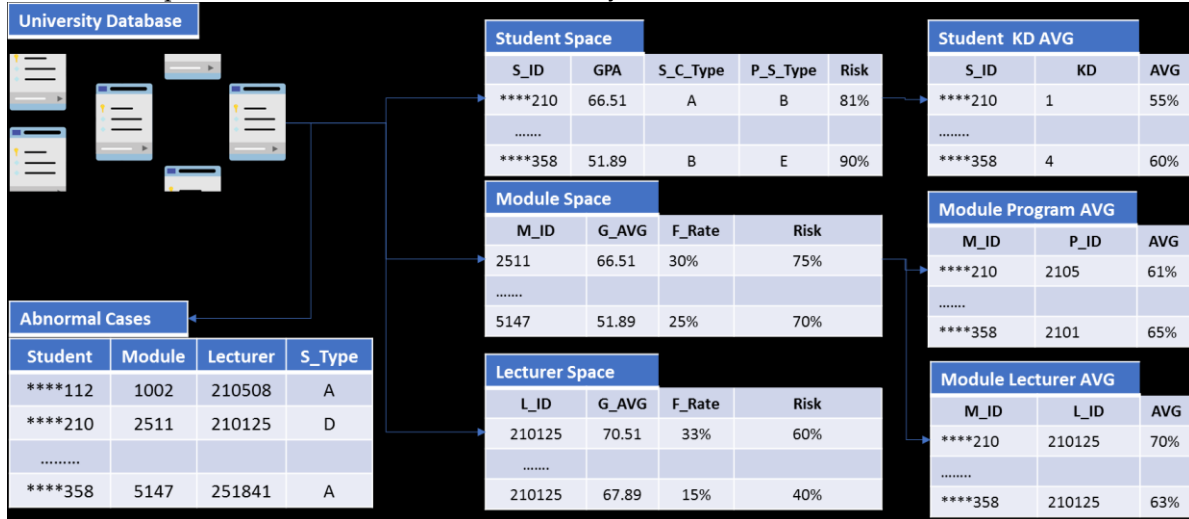 University Database
Abnormal Cases
Student Module Lecturer S_Type
****112 1002 210508 A
****210 2511 210125 D
.........
****358 5147 251841 A
Student Space
S_ID GPA S_C_Type P_S_Type Risk
****210 66.51 A B 81%
.......
****358 51.89 B E 90%
Module Space
M_ID G_AVG F_Rate Risk
2511 66.51 30% 75%
.......
5147 51.89 25% 70%
Lecturer Space
L_ID G_AVG F_Rate Risk
210125 70.51 33% 60%
.......
210125 67.89 15% 40%
Student KD AVG
S_ID KD AVG
****210 1 55%
........
****358 4 60%
Module Program AVG
M_ID P_ID AVG
****210 2105 61%
........
****358 2101 65%
Module Lecturer AVG
M_ID L_ID AVG
****210 210125 70%
........
****358 210125 63%